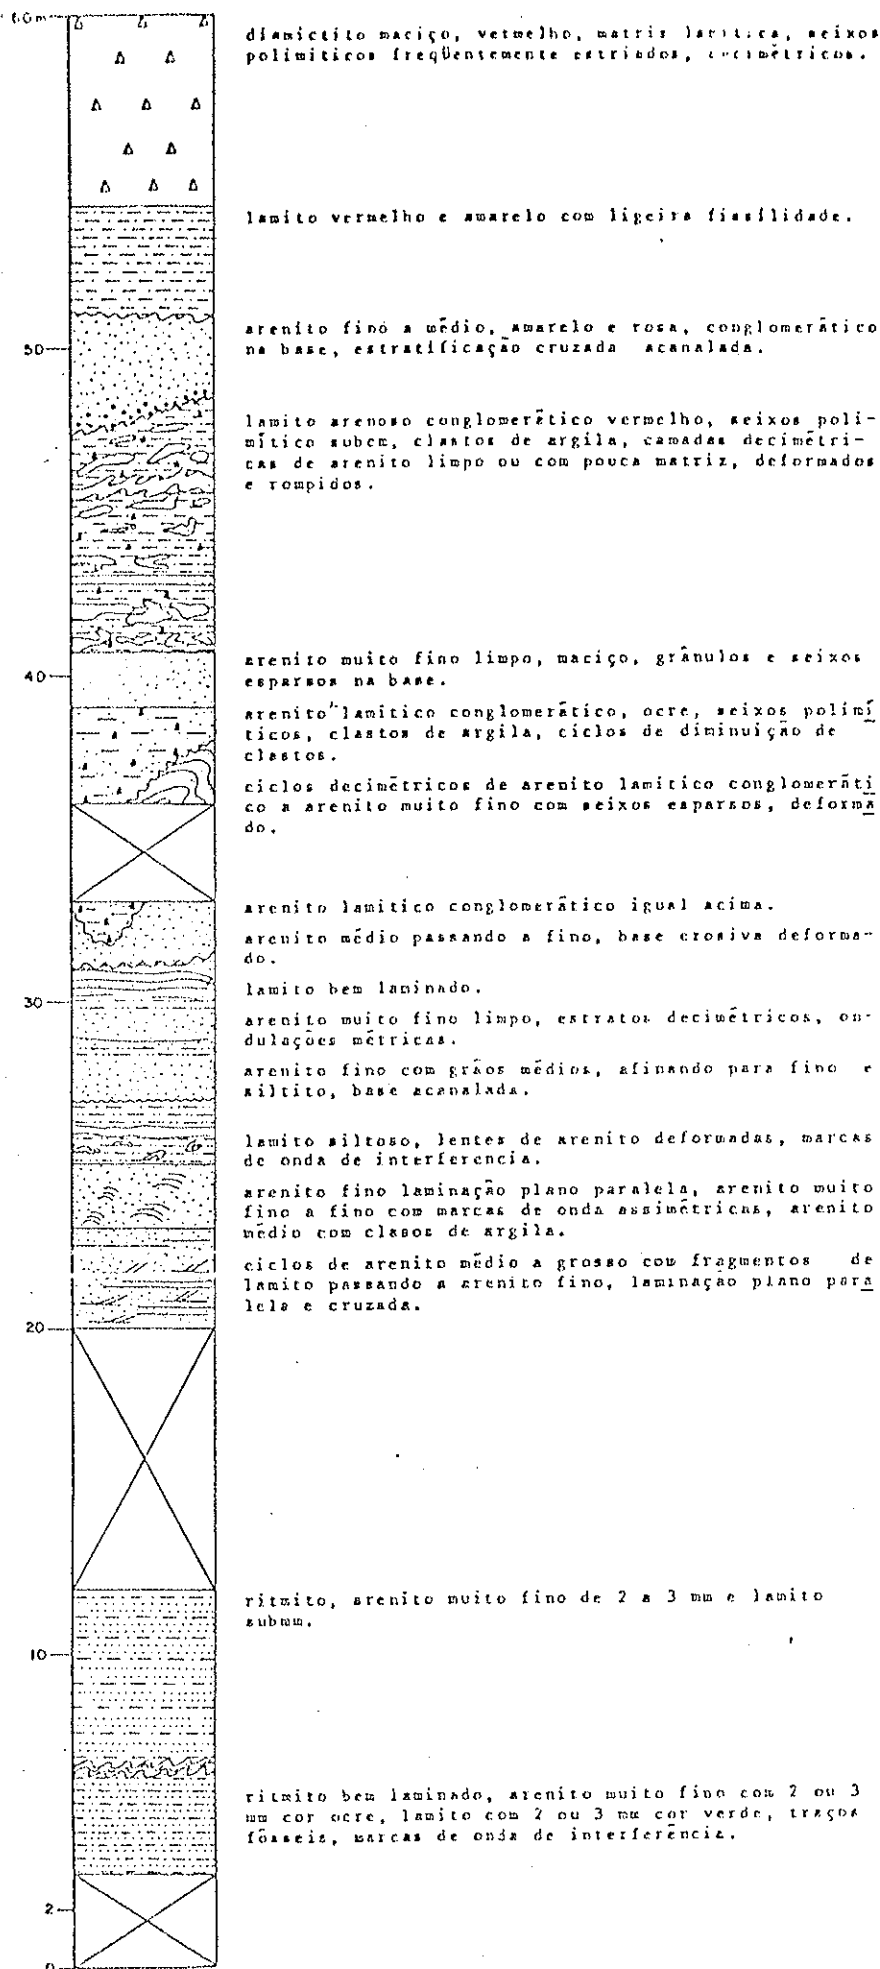 60m
diamictito maciço, vermelho, matriz lamítica, seixos
polimíticos freqüentemente estriados, decimétricos.
lamito vermelho e amarelo com ligeira fissilidade.
arenito fino a médio, amarelo e rosa, conglomerático
50
na base, estratificação cruzada acanalada.
lamito arenoso conglomerático vermelho, seixos poli-
mítico subcm, clastos de argila, camadas decimétri-
cas de arenito limpo ou com pouca matriz, deformados
e rompidos.
arenito muito fino limpo, maciço, grânulos e seixos
40
esparsos na base.
arenito lamítico conglomerático, ocre, seixos polimí
ticos, clastos de argila, ciclos de diminuição de
clastos.
ciclos decimétricos de arenito lamítico conglomeráti
co a arenito muito fino com seixos esparsos, deforma
do.
arenito lamítico conglomerático igual acima.
arenito médio passando a fino, base erosiva deforma-
do.
30
lamito bem laminado.
arenito muito fino limpo, estratos decimétricos, on-
dulações métricas.
arenito fino com grãos médios, afinando para fino e
siltito, base acanalada.
lamito siltoso, lentes de arenito deformadas, marcas
de onda de interferencia.
arenito fino laminação plano paralela, arenito muito
fino a fino com marcas de onda assimétricas, arenito
médio com clasos de argila.
ciclos de arenito médio a grosso com fragmentos de
lamito passando a arenito fino, laminação plano para
lela e cruzada.
20
ritmito, arenito muito fino de 2 a 3 mm e lamito
submm.
10
ritmito bem laminado, arenito muito fino com 2 ou 3
mm cor ocre, lamito com 2 ou 3 mm cor verde, traços
fósseis, marcas de onda de interferência.
2
0